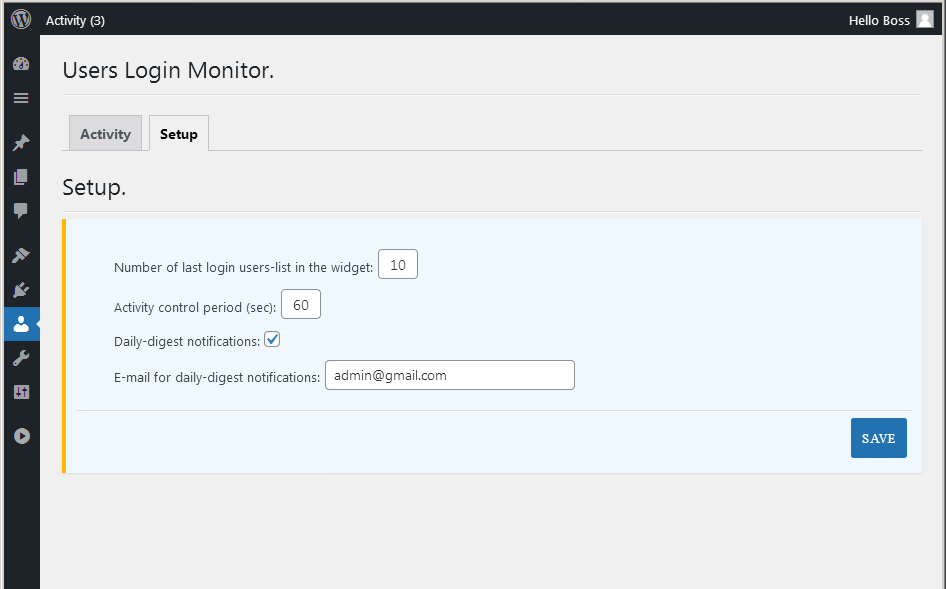 Activity (3)
Hello Boss
Users Login Monitor.
Activity
Setup
Setup.
Number of last login users-list in the widget: 10
Activity control period (sec): 60
Daily-digest notifications:
E-mail for daily-digest notifications: admin@gmail.com
SAVE